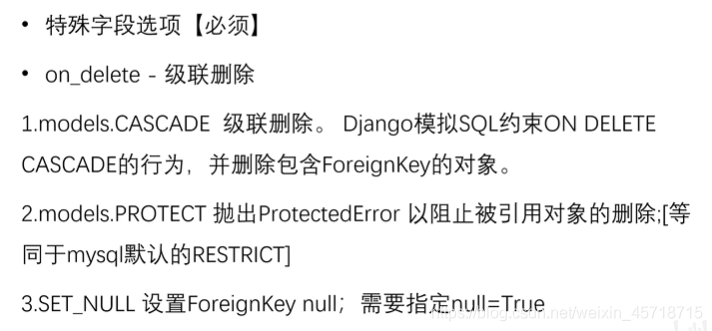 • 特殊字段选项【必须】
• on_delete - 级联删除
1.models.CASCADE 级联删除。 Django模拟SQL约束ON DELETE
CASCADE的行为，并删除包含ForeignKey的对象。
2.models.PROTECT 抛出ProtectedError 以阻止被引用对象的删除;[等
同于mysql默认的RESTRICT]
3.SET_NULL 设置ForeignKey null；需要指定null=True
https://blog.csdn.net/weixin_45718715